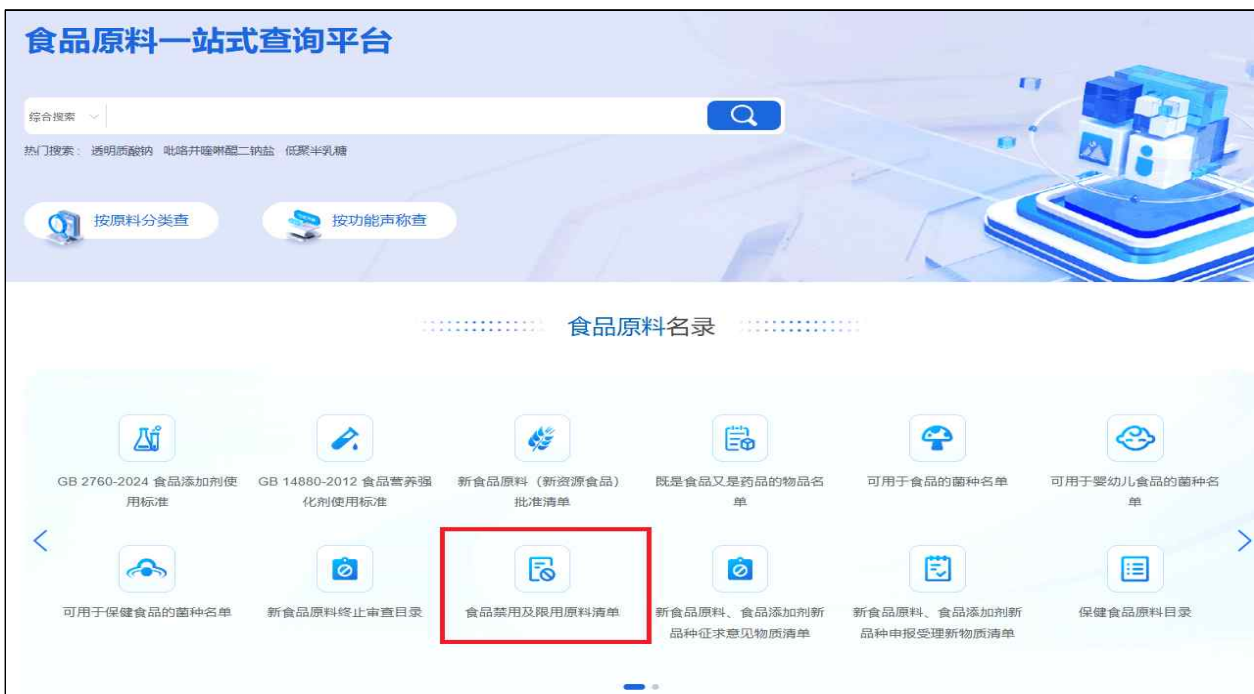 食品原料一站式查询平台
综合搜索
热门搜索： 透明质酸钠 吡咯并喹啉醌二钠盐 低聚半乳糖
按原料分类查 按功能声称查
食品原料名录
GB 2760-2024 食品添加剂使
用标准
GB 14880-2012 食品营养强
化剂使用标准
新食品原料（新资源食品）
批准清单
既是食品又是药品的物品名
单
可用于食品的菌种名单
可用于婴幼儿食品的菌种名
单
可用于保健食品的菌种名单
新食品原料终止审查目录
食品禁用及限用原料清单
新食品原料、食品添加剂新
品种征求意见物质清单
新食品原料、食品添加剂新
品种申报受理新物质清单
保健食品原料目录